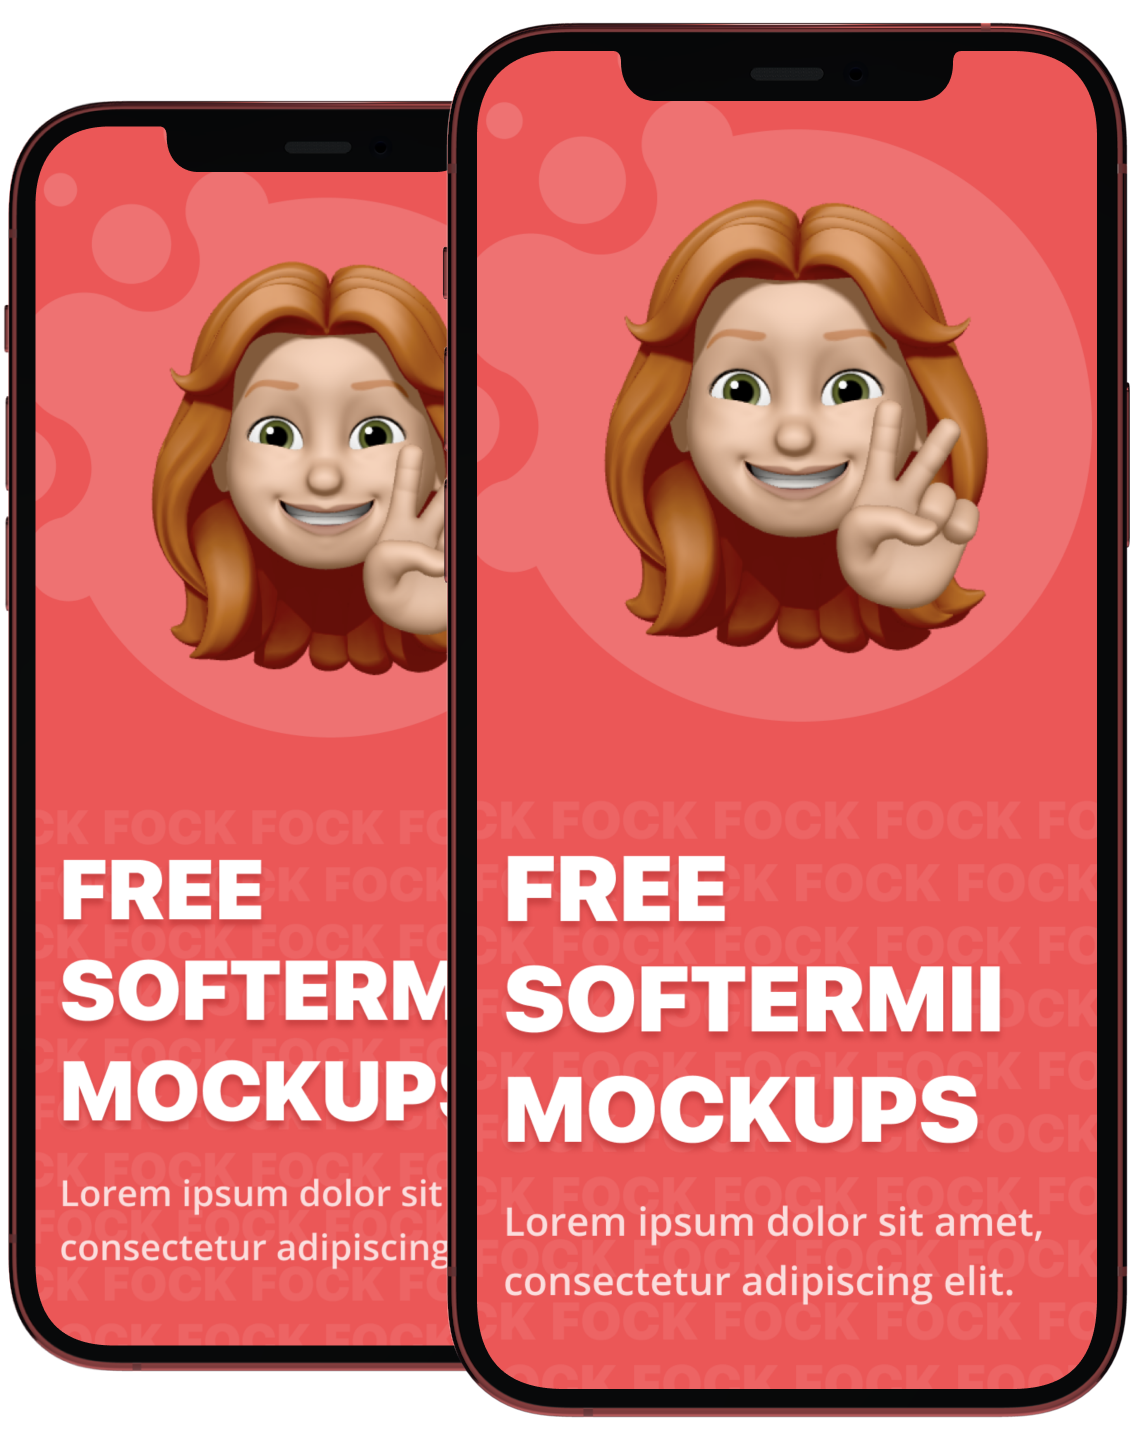 FREE
SOFTERM
MOCKUPS
Lorem ipsum dolor sit
consectetur adipiscing
CK FOCK FOCK FO
FREE
SOFTERMII
MOCKUPS
Lorem ipsum dolor sit amet,
consectetur adipiscing elit.
CK FOCK FOCK FOCK FO